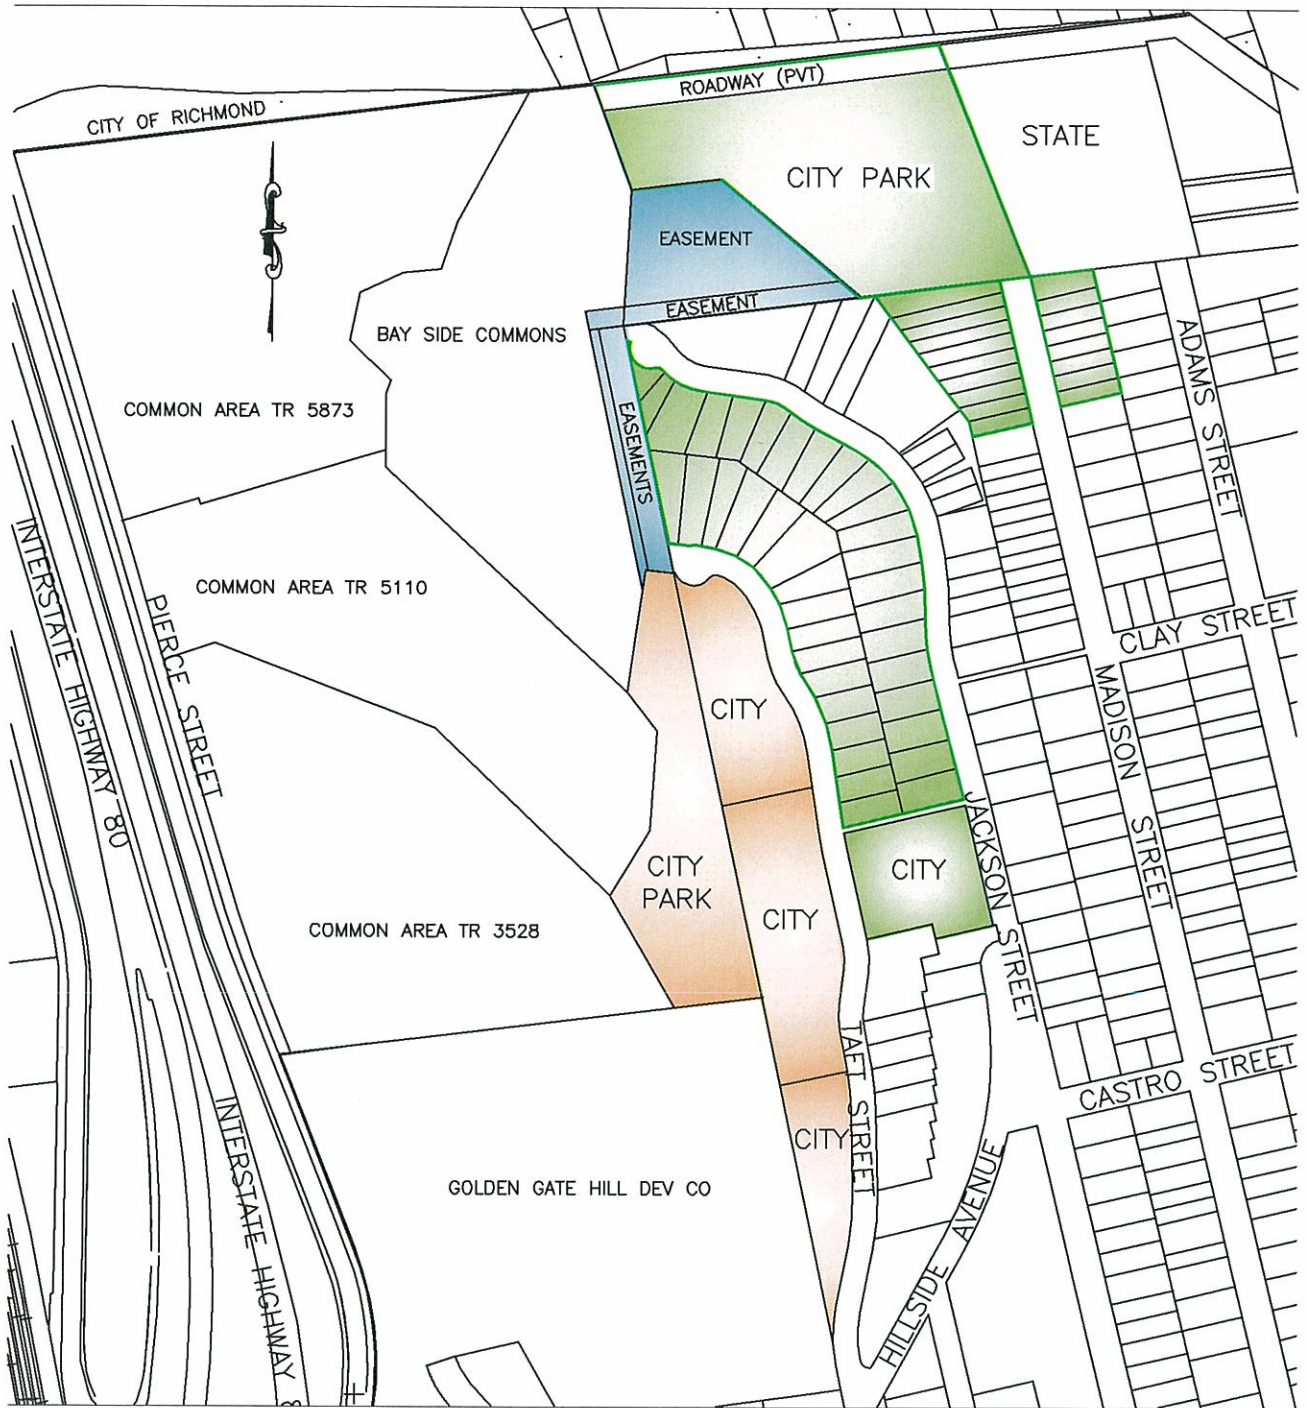 ROADWAY (PVT)
CITY OF RICHMOND
STATE
CITY PARK
EASEMENT
EASEMENT
BAY SIDE COMMONS
ADAMS STREET
COMMON AREA TR 5873
EASEMENTS
INTERSTATE HIGHWAY 80
COMMON AREA TR 5110
PIERCE STREET
CLAY STREET
MADISON STREET
CITY
JACKSON STREET
CITY
PARK
CITY
CITY
COMMON AREA TR 3528
TAFT STREET
CASTRO STREET
CITY
INTERSTATE HIGHWAY 8
GOLDEN GATE HILL DEV CO
HILLSIDE AVENUE